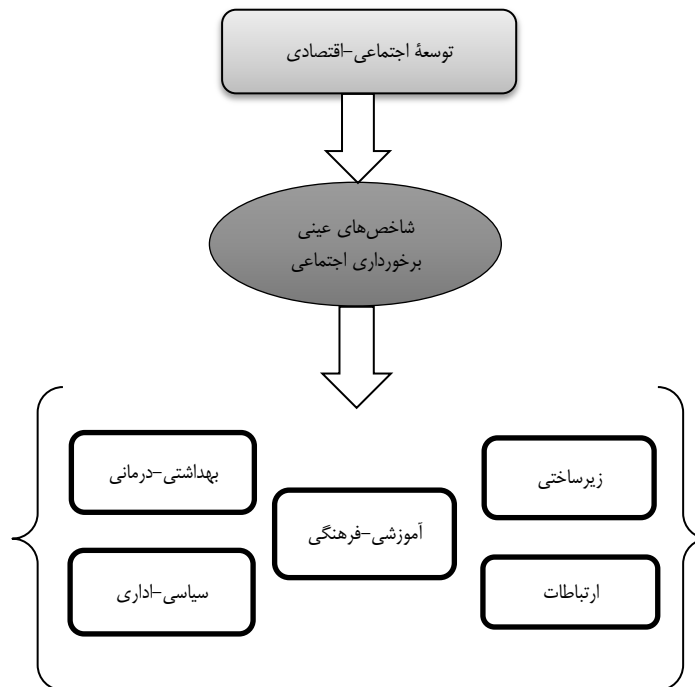 توسعهٔ اجتماعی-اقتصادی
شاخص‌های عینی
برخورداری اجتماعی
زیرساختی
بهداشتی-درمانی
آموزشی-فرهنگی
ارتباطات
سیاسی-اداری